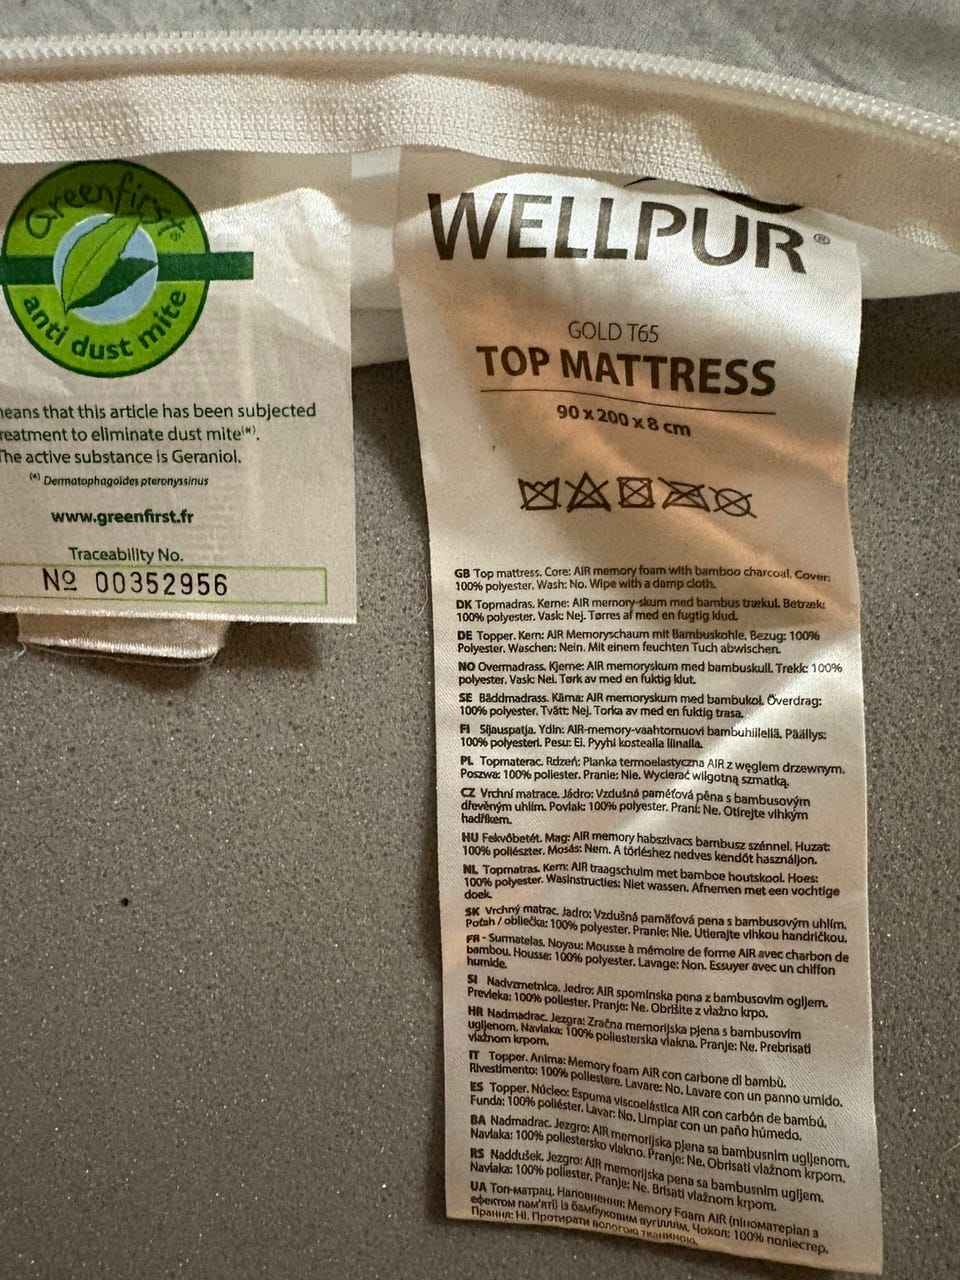 Greenfirst®
anti dust mite
means that this article has been subjected
treatment to eliminate dust mite(*).
The active substance is Geraniol.
(*) Dermatophagoides pteronyssinus
www.greenfirst.fr
Traceability No.
Nº 00352956
WELLPUR®
GOLD T65
TOP MATTRESS
90 x 200 x 8 cm
GB Top mattress. Core: AIR memory foam with bamboo charcoal. Cover:
100% polyester. Wash: No. Wipe with a damp cloth.
DK Topmadras. Kerne: AIR memory-skum med bambus trækul. Betræk:
100% polyester. Vask: Nej. Tørres af med en fugtig klud.
DE Topper. Kern: AIR Memoryschaum mit Bambuskohle. Bezug: 100%
Polyester. Waschen: Nein. Mit einem feuchten Tuch abwischen.
NO Overmadrass. Kjerne: AIR memoryskum med bambuskull. Trekk: 100%
polyester. Vask: Nei. Tørk av med en fuktig klut.
SE Bäddmadrass. Kärna: AIR memoryskum med bambukol. Överdrag:
100% polyester. Tvätt: Nej. Torka av med en fuktig trasa.
FI Sijauspatja. Ydin: AIR-memory-vaahtomuovi bambuhiilellä. Päällys:
100% polyesteri. Pesu: Ei. Pyyhi kostealla liinalla.
PL Topmaterac. Rdzeń: Pianka termoelastyczna AIR z węglem drzewnym.
Poszwa: 100% poliester. Pranie: Nie. Wycierać wilgotną szmatką.
CZ Vrchní matrace. Jádro: Vzdušná paměťová pěna s bambusovým
dřevěným uhlím. Povlak: 100% polyester. Praní: Ne. Otírejte vlhkým
hadříkem.
HU Fekvőbetét. Mag: AIR memory habszivacs bambusz szénnel. Huzat:
100% poliészter. Mosás: Nem. A törléshez nedves kendőt használjon.
NL Topmatras. Kern: AIR traagschuim met bamboe houtskool. Hoes:
100% polyester. Wasinstructies: Niet wassen. Afnemen met een vochtige
doek.
SK Vrchný matrac. Jadro: Vzdušná pamäťová pena s bambusovým uhlím.
Poťah / obliečka: 100% polyester. Pranie: Nie. Utierajte vlhkou handričkou.
FR - Surmatelas. Noyau: Mousse à mémoire de forme AIR avec charbon de
bambou. Housse: 100% polyester. Lavage: Non. Essuyer avec un chiffon
humide.
SI Nadvzmetnica. Jedro: AIR spominska pena z bambusovim ogljem.
Prevleka: 100% poliester. Pranje: Ne. Obrišite z vlažno krpo.
HR Nadmadrac. Jezgra: Zračna memorijska pjena s bambusovim
ugljenom. Navlaka: 100% poliesterska vlakna. Pranje: Ne. Prebrisati
vlažnom krpom.
IT Topper. Anima: Memory foam AIR con carbone di bambù.
Rivestimento: 100% poliestere. Lavare: No. Lavare con un panno umido.
ES Topper. Núcleo: Espuma viscoelástica AIR con carbón de bambú.
Funda: 100% poliéster. Lavar: No. Limpiar con un paño húmedo.
BA Nadmadrac. Jezgro: AIR memorijska pjena sa bambusnim ugljenom.
Navlaka: 100% poliestersko vlakno. Pranje: Ne. Obrisati vlažnom krpom.
RS Naddušek. Jezgro: AIR memorijska pena sa bambusnim ugljem.
Navlaka: 100% poliester. Pranje: Ne. Brisati vlažnom krpom.
UA Топ-матрац. Наповнення: Memory Foam AIR (піноматеріал з
ефектом пам'яті) із бамбуковим вугіллям. Чохол: 100% поліестер.
Прання: Ні. Протирати вологою тканиною.